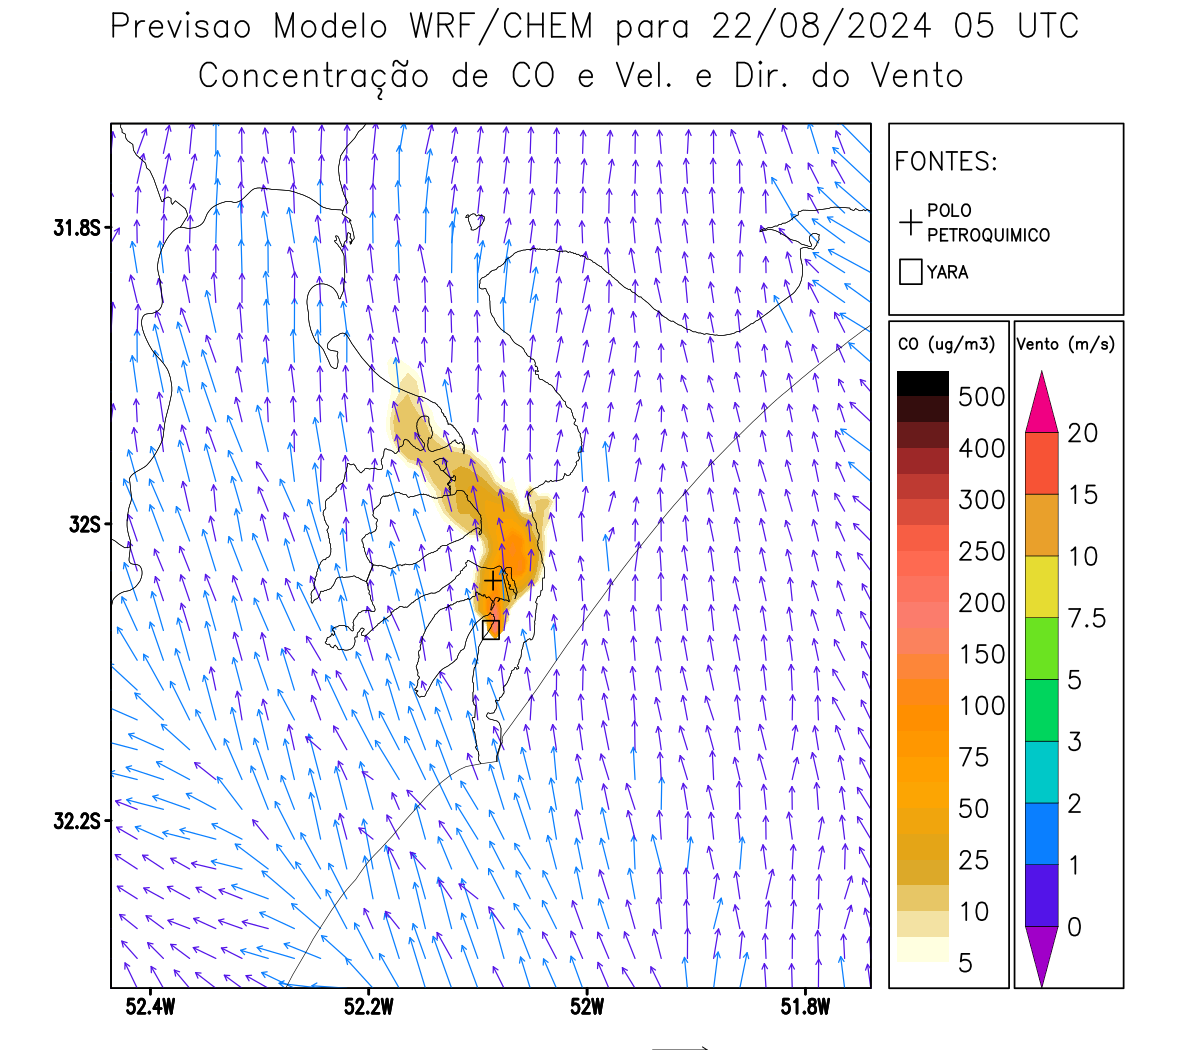 Previsao Modelo WRF/CHEM para 22/08/2024 05 UTC
Concentração de CO e Vel. e Dir. do Vento
FONTES:
POLO
PETROQUIMICO
YARA
CO (ug/m3)
500
400
300
250
200
150
100
75
50
25
10
5
Vento (m/s)
20
15
10
7.5
5
3
2
1
0
31.8S
32S
32.2S
52.4W
52.2W
52W
51.8W